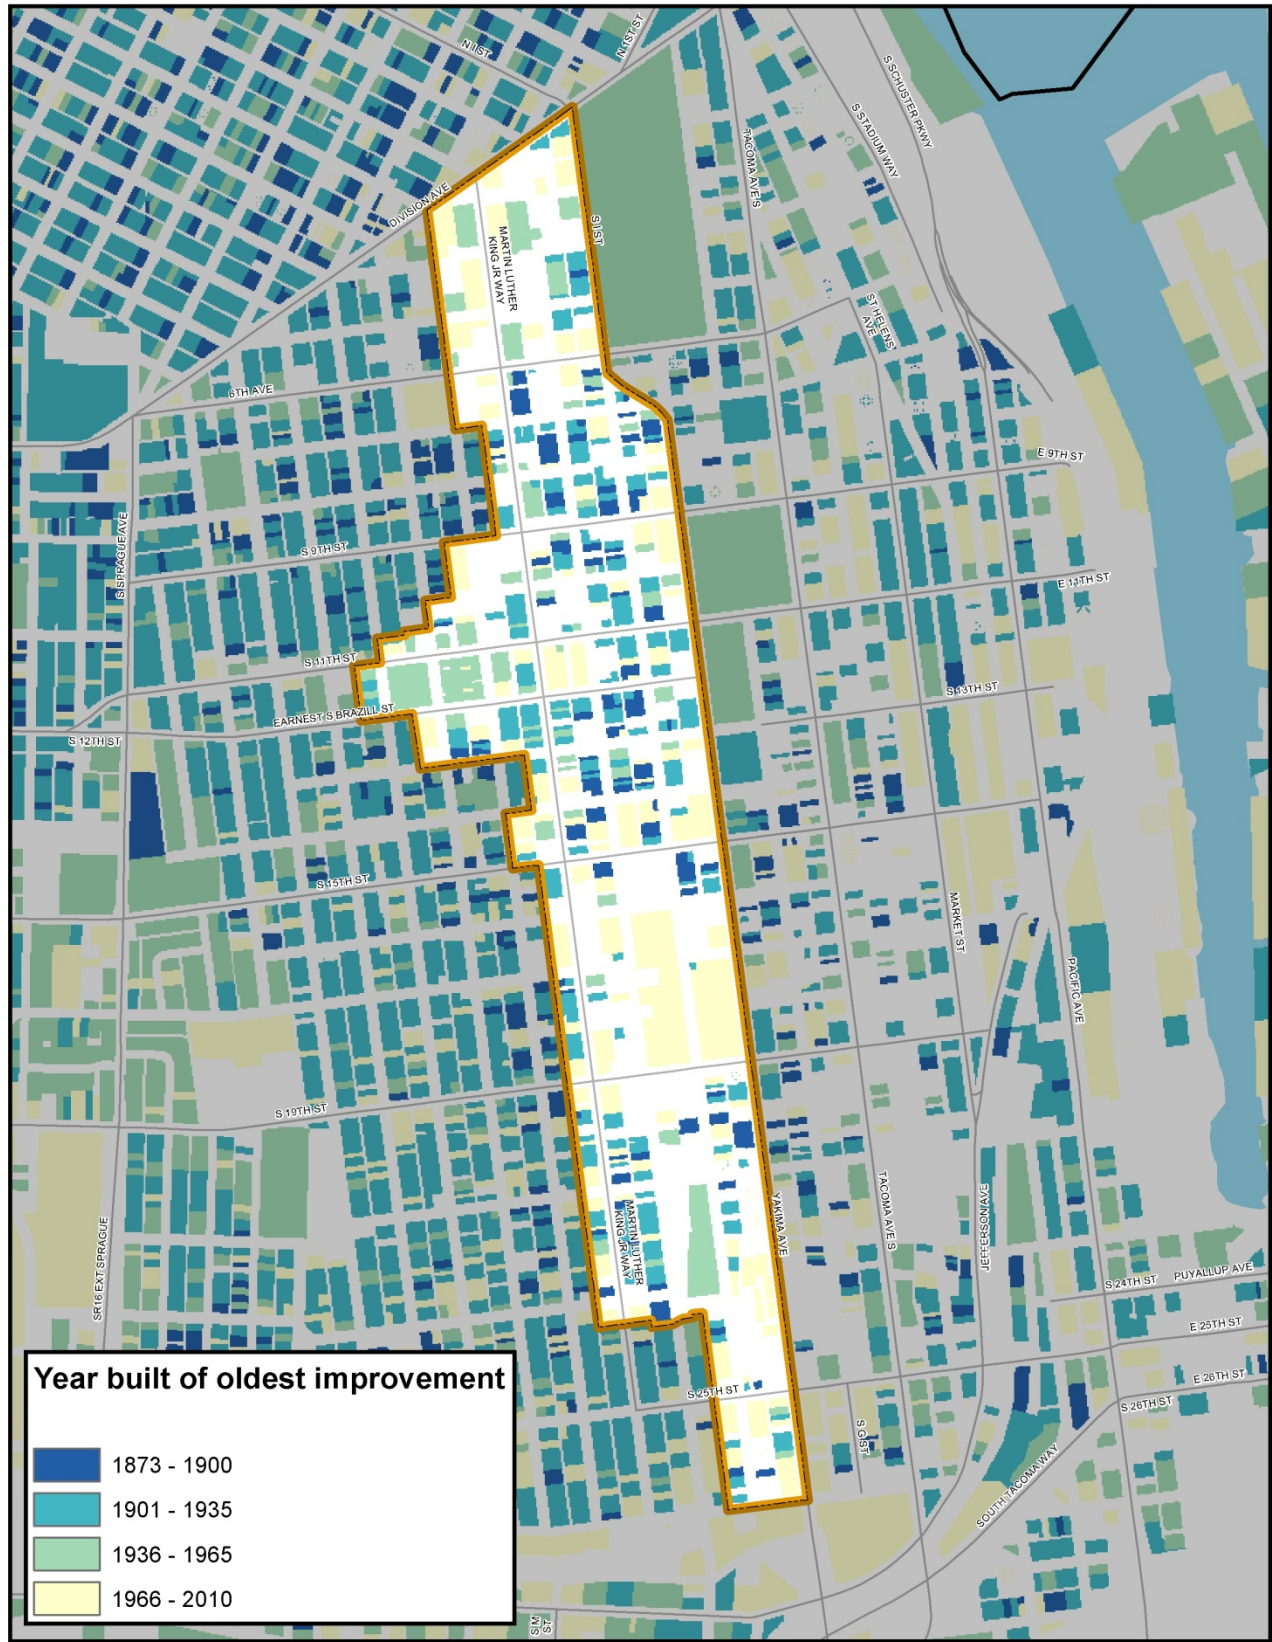 N I ST
N 1ST ST
S SCHUSTER PKWY
S STADIUM WAY
TACOMA AVE S
DIVISION AVE
S I ST
MARTIN LUTHER
KING JR WAY
ST HELENS
AVE
6TH AVE
E 9TH ST
S SPRAGUE AVE
S 9TH ST
E 11TH ST
S 11TH ST
S 13TH ST
EARNEST S BRAZILL ST
S 12TH ST
S 15TH ST
MARKET ST
PACIFIC AVE
S 19TH ST
TACOMA AVE S
JEFFERSON AVE
YAKIMA AVE
MARTIN LUTHER
KING JR WAY
SR16 EXT SPRAGUE
S 24TH ST
PUYALLUP AVE
E 25TH ST
E 26TH ST
S 26TH ST
S 25TH ST
S G ST
SOUTH TACOMA WAY
S M
ST
Year built of oldest improvement
1873 - 1900
1901 - 1935
1936 - 1965
1966 - 2010